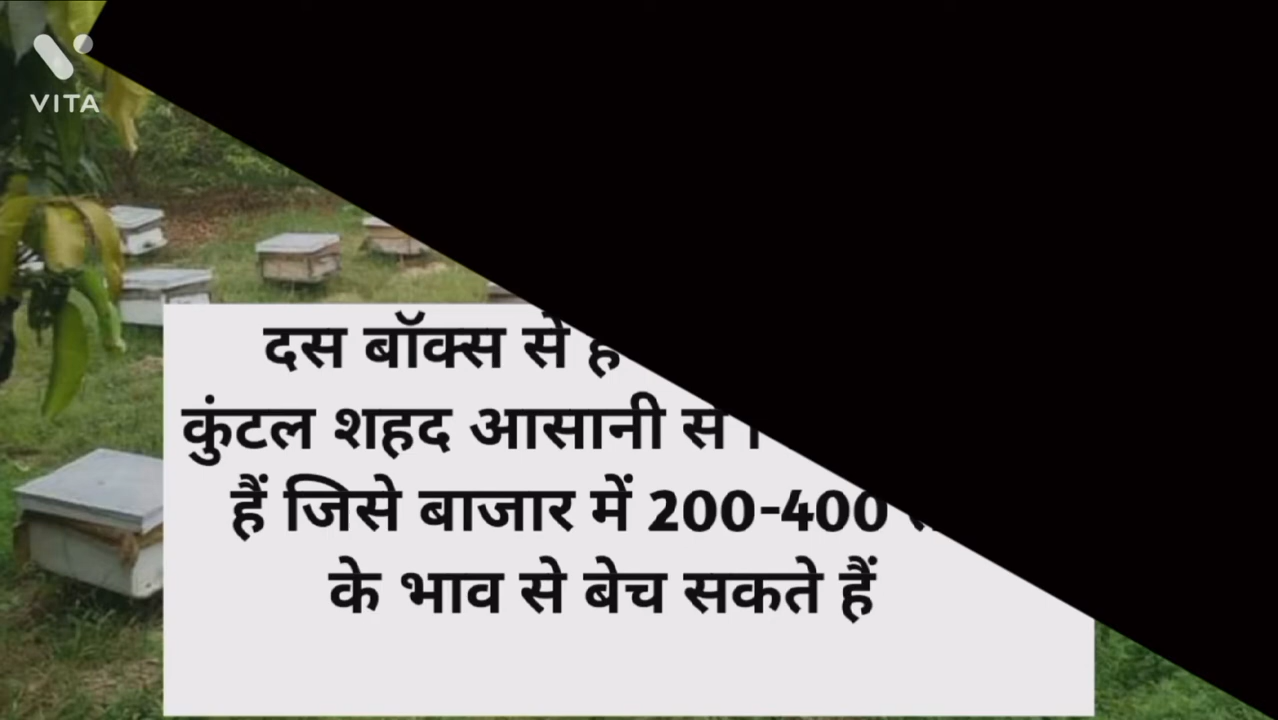 VITA
दस बॉक्स से
कुंटल शहद आसानी से
हैं जिसे बाजार में 200-400
के भाव से बेच सकते हैं